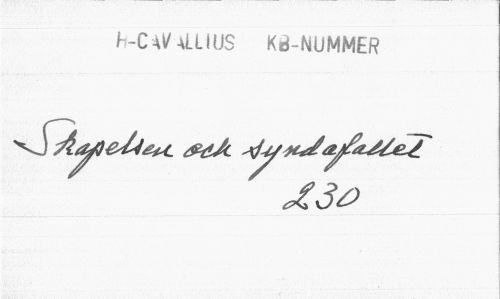 H-CAVALLIUS KB-NUMMER
Skapelsen och syndafallet
230